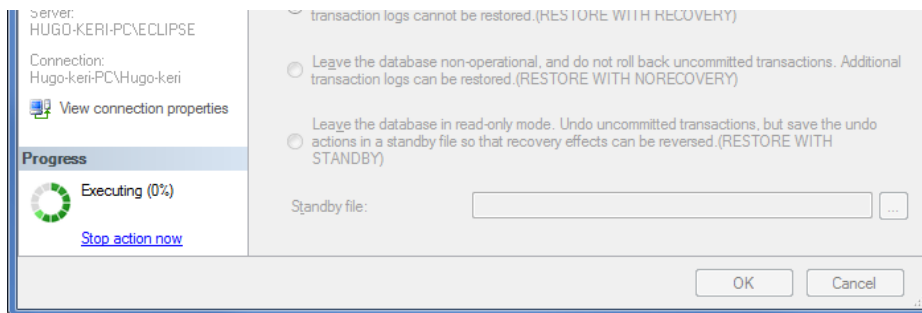 Server:
HUGO-KERI-PC\ECLIPSE
Connection:
Hugo-keri-PC\Hugo-keri
View connection properties
Progress
Executing (0%)
Stop action now
transaction logs cannot be restored.(RESTORE WITH RECOVERY)
Leave the database non-operational, and do not roll back uncommitted transactions. Additional
transaction logs can be restored.(RESTORE WITH NORECOVERY)
Leave the database in read-only mode. Undo uncommitted transactions, but save the undo
actions in a standby file so that recovery effects can be reversed.(RESTORE WITH
STANDBY)
Standby file:
...
OK
Cancel